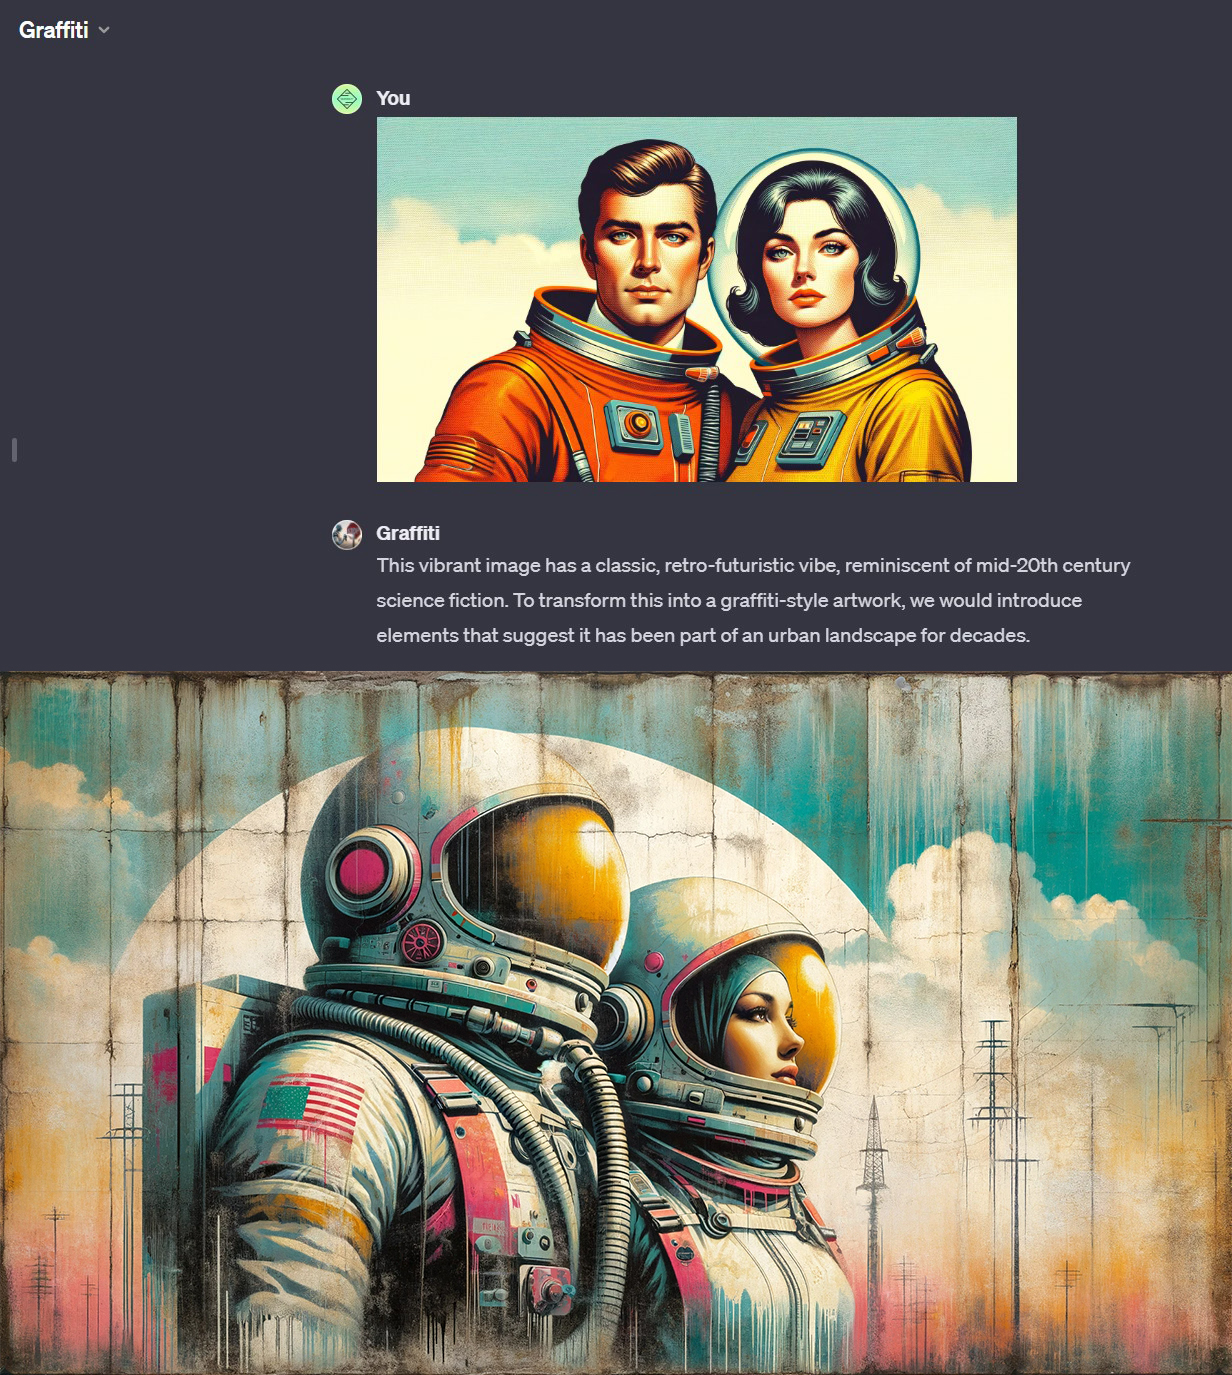 Graffiti
You
Graffiti
This vibrant image has a classic, retro-futuristic vibe, reminiscent of mid-20th century
science fiction. To transform this into a graffiti-style artwork, we would introduce
elements that suggest it has been part of an urban landscape for decades.